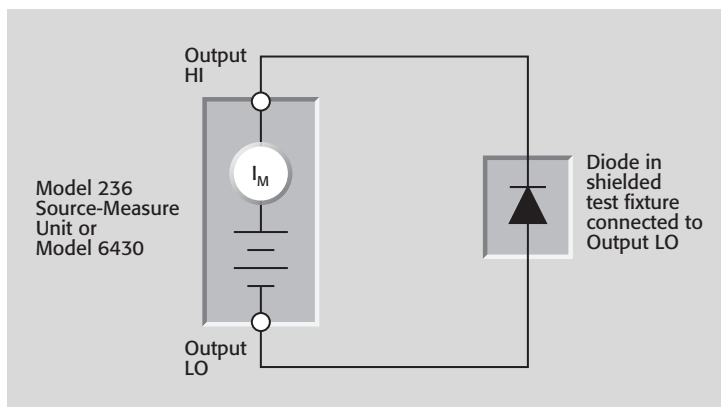 Output
HI
I_M
Model 236
Source-Measure
Unit or
Model 6430
Diode in
shielded
test fixture
connected to
Output LO
Output
LO